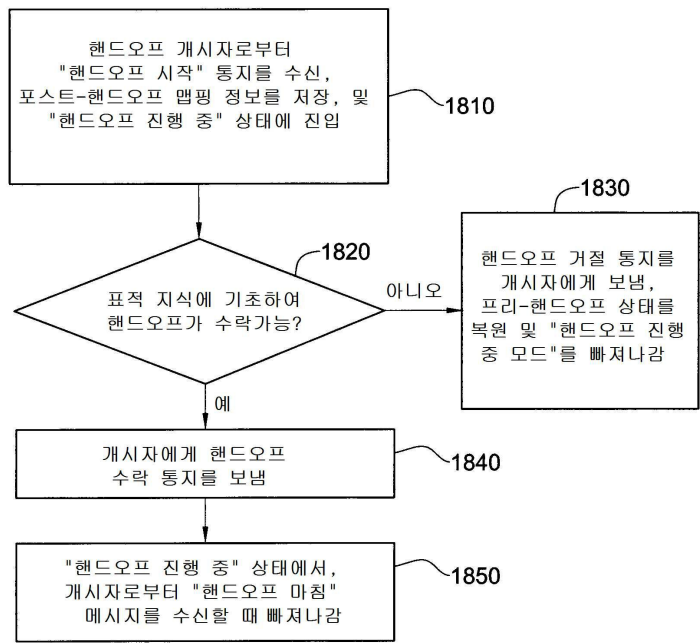 핸드오프 개시자로부터
"핸드오프 시작" 통지를 수신,
포스트-핸드오프 맵핑 정보를 저장, 및
"핸드오프 진행 중" 상태에 진입
1810
1820
표적 지식에 기초하여
핸드오프가 수락가능?
아니오
1830
핸드오프 거절 통지를
개시자에게 보냄,
프리-핸드오프 상태를
복원 및 "핸드오프 진행
중 모드"를 빠져나감
예
개시자에게 핸드오프
수락 통지를 보냄
1840
"핸드오프 진행 중" 상태에서,
개시자로부터 "핸드오프 마침"
메시지를 수신할 때 빠져나감
1850